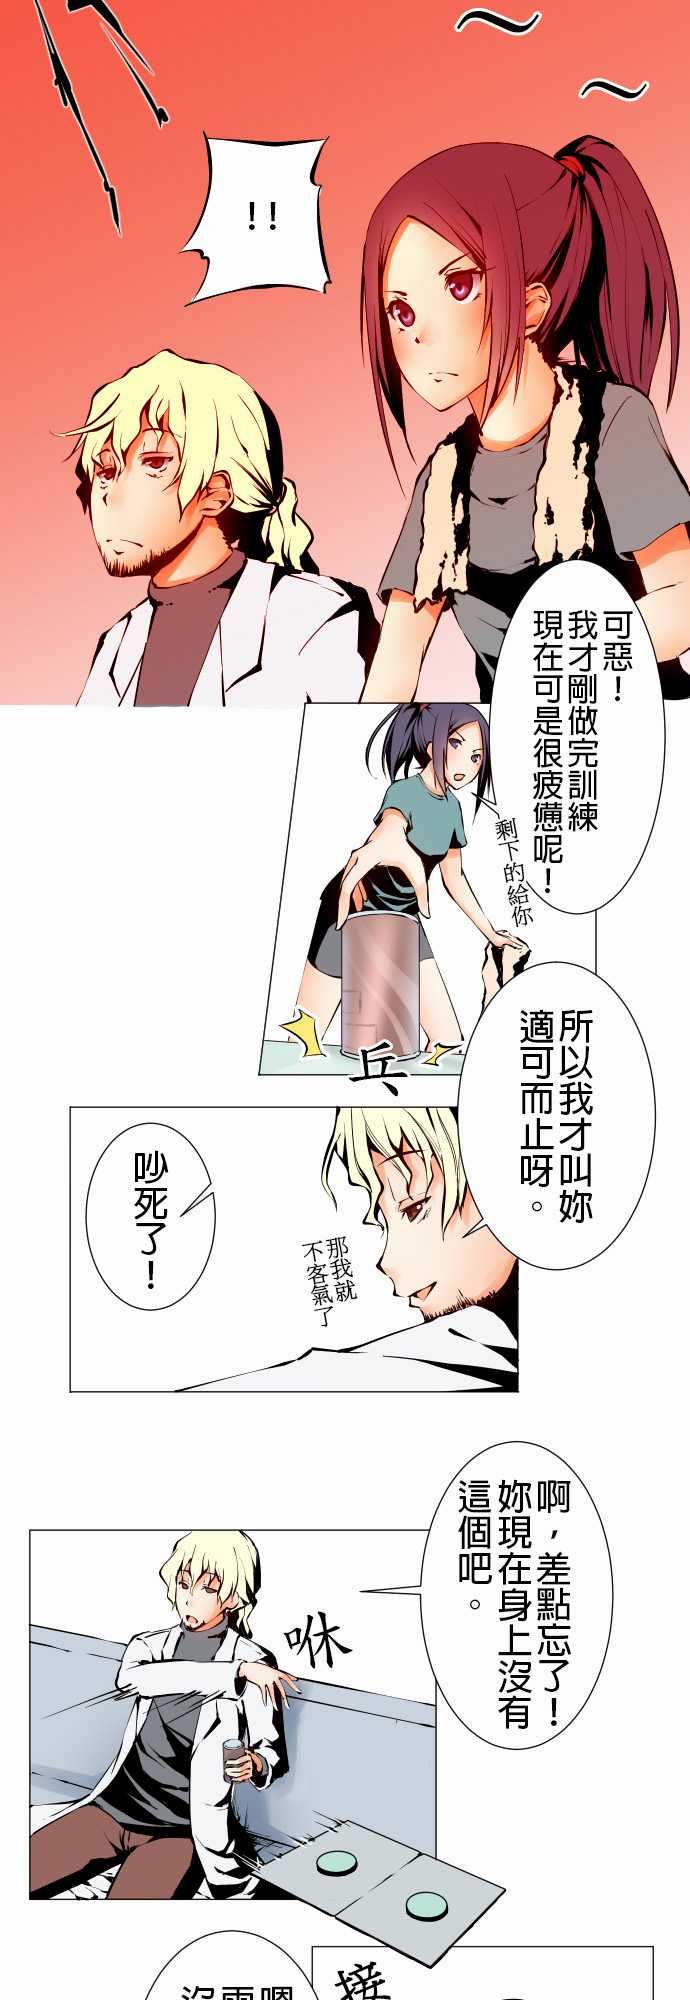 !!
可惡！
我才剛做完訓練
現在可是很疲備呢！
剩下的給你
乓
所以我才叫妳
適可而止呀。
那我就
不客氣了
吵死了！
啊，差點忘了！
妳現在身上沒有
這個吧。
咻
接